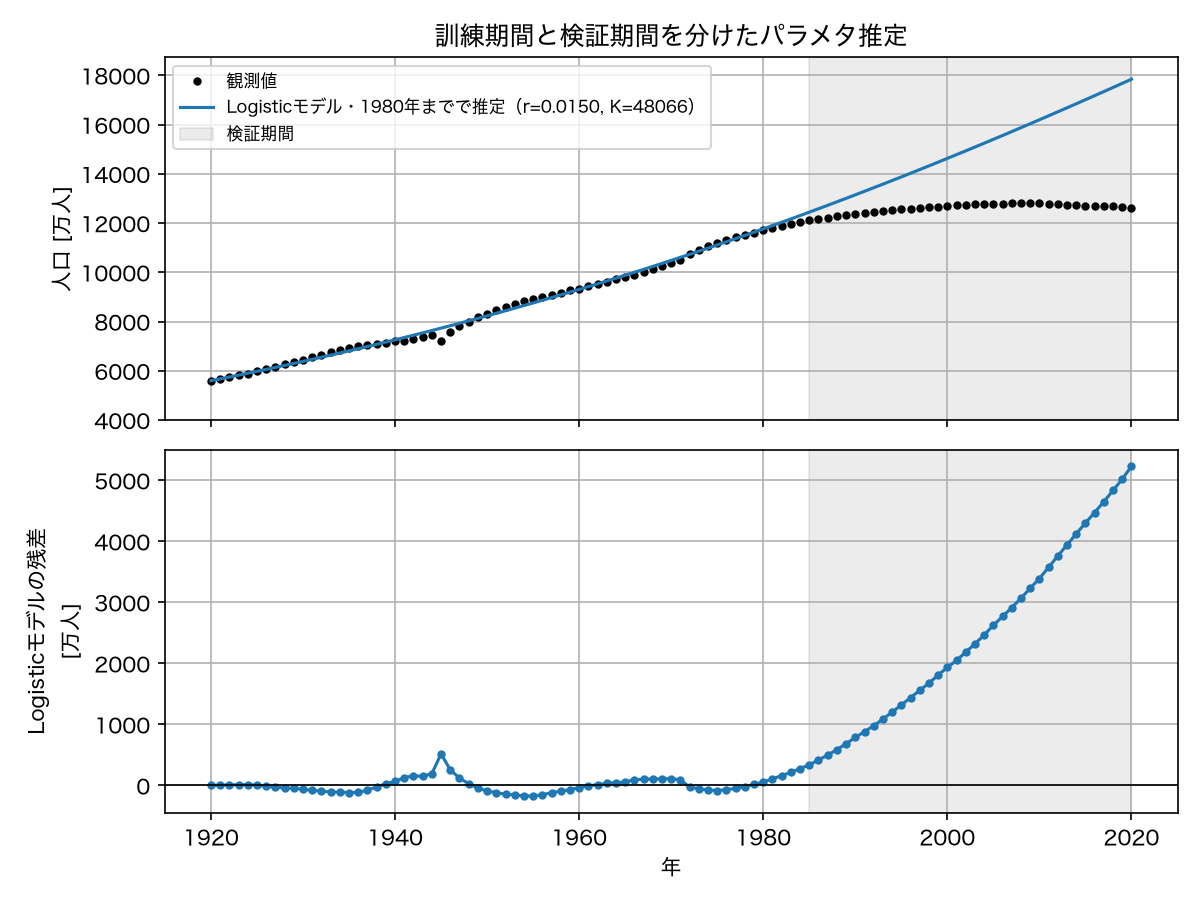 訓練期間と検証期間を分けたパラメタ推定
観測値
Logisticモデル・1980年までで推定（r=0.0150, K=48066）
検証期間
18000
16000
14000
12000
10000
8000
6000
4000
人口 [万人]
5000
4000
3000
2000
1000
0
Logisticモデルの残差
[万人]
1920
1940
1960
1980
2000
2020
年